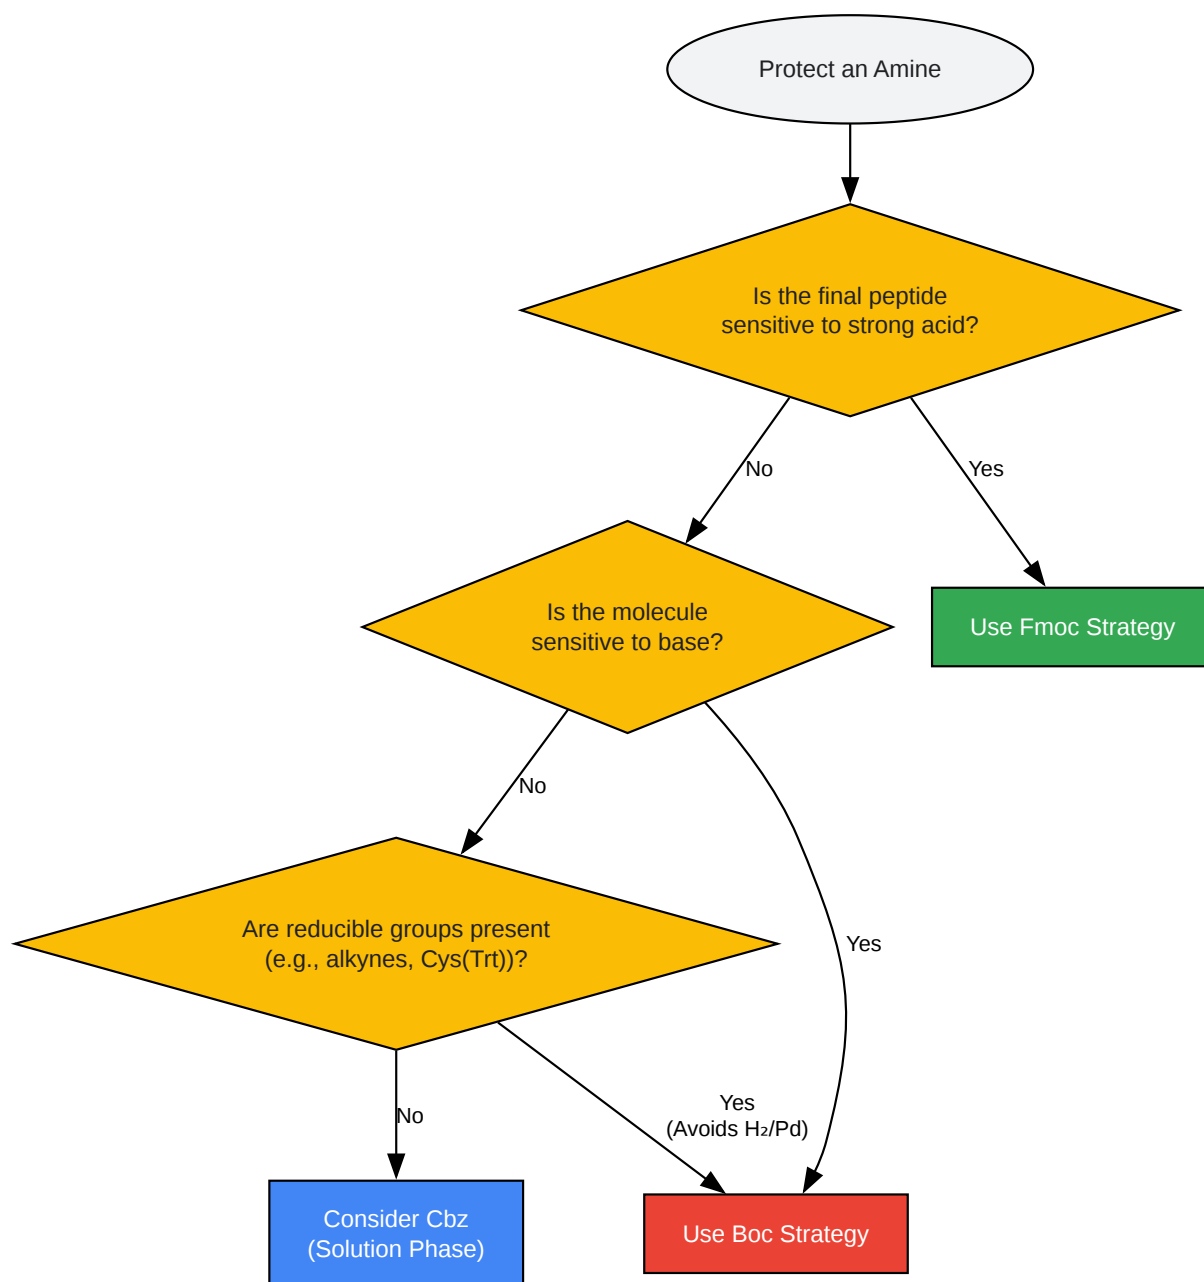 Protect an Amine
Is the final peptide
sensitive to strong acid?
No
Yes
Is the molecule
sensitive to base?
Use Fmoc Strategy
No
Are reducible groups present
(e.g., alkynes, Cys(Trt))?
Yes
No
Yes
(Avoids H₂/Pd)
Consider Cbz
(Solution Phase)
Use Boc Strategy